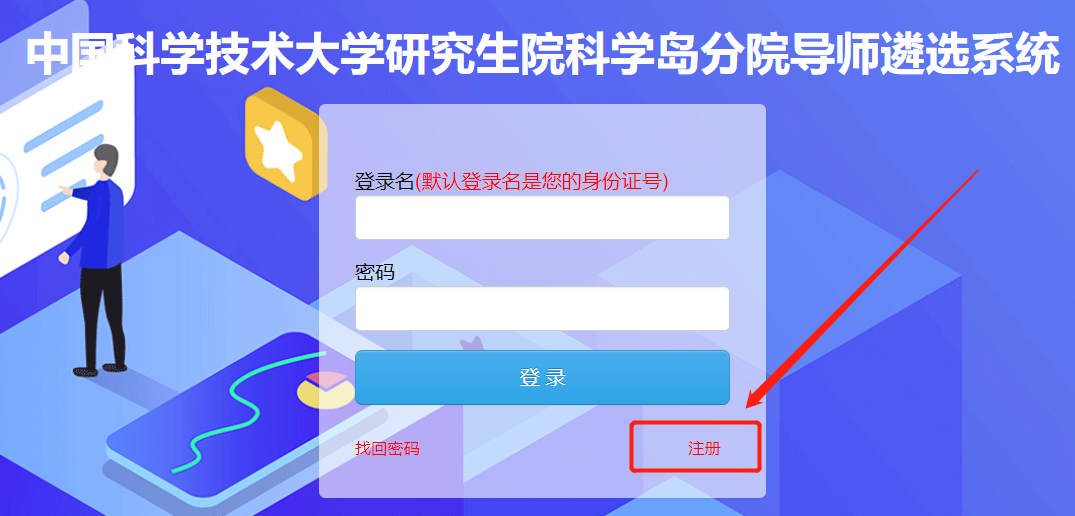 中国科学技术大学研究生院科学岛分院导师遴选系统
登录名(默认登录名是您的身份证号)
密码
登 录
找回密码 注册